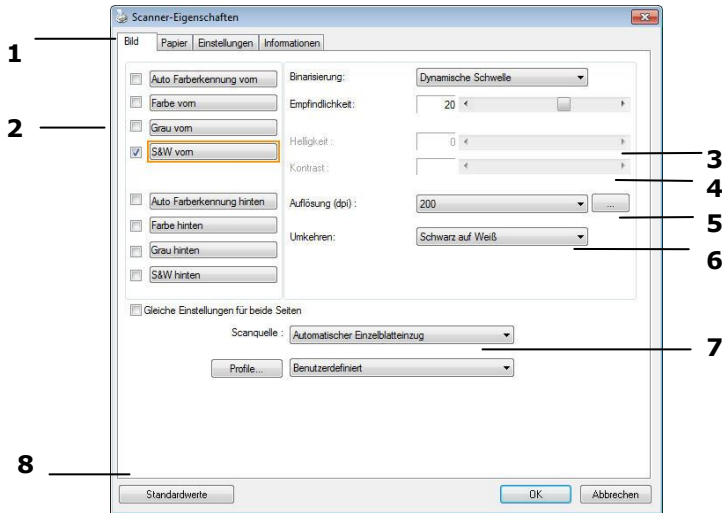 Scanner-Eigenschaften
Bild Papier Einstellungen Informationen
1
Auto Farberkennung vorn Binarisierung: Dynamische Schwelle
Farbe vorn Empfindlichkeit: 20
2
Grau vorn
S&W vorn Helligkeit : 0
3
Kontrast :
4
Auto Farberkennung hinten Auflösung (dpi) : 200 ...
5
Farbe hinten
Umkehren: Schwarz auf Weiß
6
Grau hinten
S&W hinten
Gleiche Einstellungen für beide Seiten
Scanquelle : Automatischer Einzelblatteinzug
7
Profile... Benutzerdefiniert
8
Standardwerte OK Abbrechen